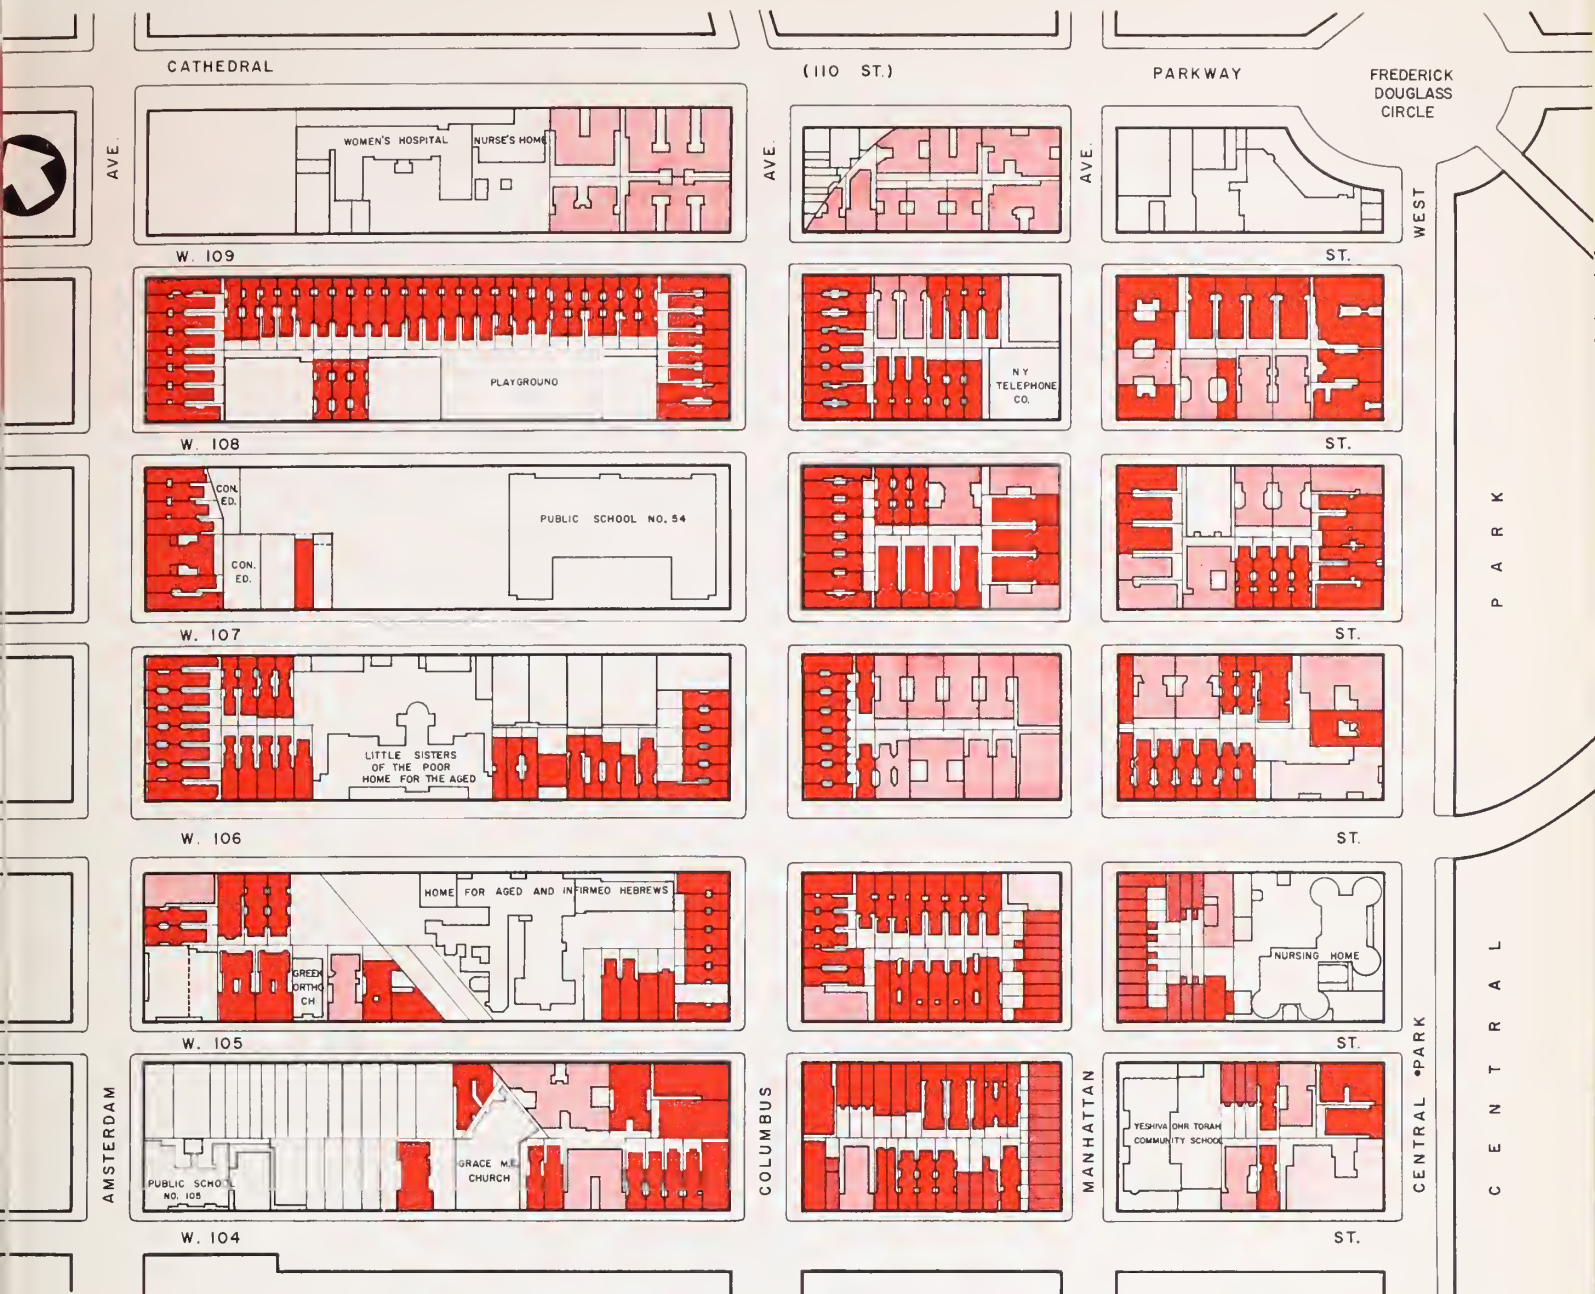 CATHEDRAL (110 ST.) PARKWAY
FREDERICK
DOUGLASS
CIRCLE
AVE.
AVE.
AVE.
WEST
WOMEN'S HOSPITAL
NURSE'S HOME
W. 109 ST.
PLAYGROUND
N Y
TELEPHONE
CO.
W. 108 ST.
CON.
ED.
CON.
ED.
PUBLIC SCHOOL NO. 54
W. 107 ST.
LITTLE SISTERS
OF THE POOR
HOME FOR THE AGED
W. 106 ST.
HOME FOR AGED AND INFIRMED HEBREWS
GREEK
ORTHO
CH
NURSING HOME
W. 105 ST.
PUBLIC SCHOOL
NO. 105
GRACE M.E.
CHURCH
YESHIVA OHR TORAH
COMMUNITY SCHOOL
W. 104 ST.
AMSTERDAM
COLUMBUS
MANHATTAN
CENTRAL PARK
CENTRAL PARK